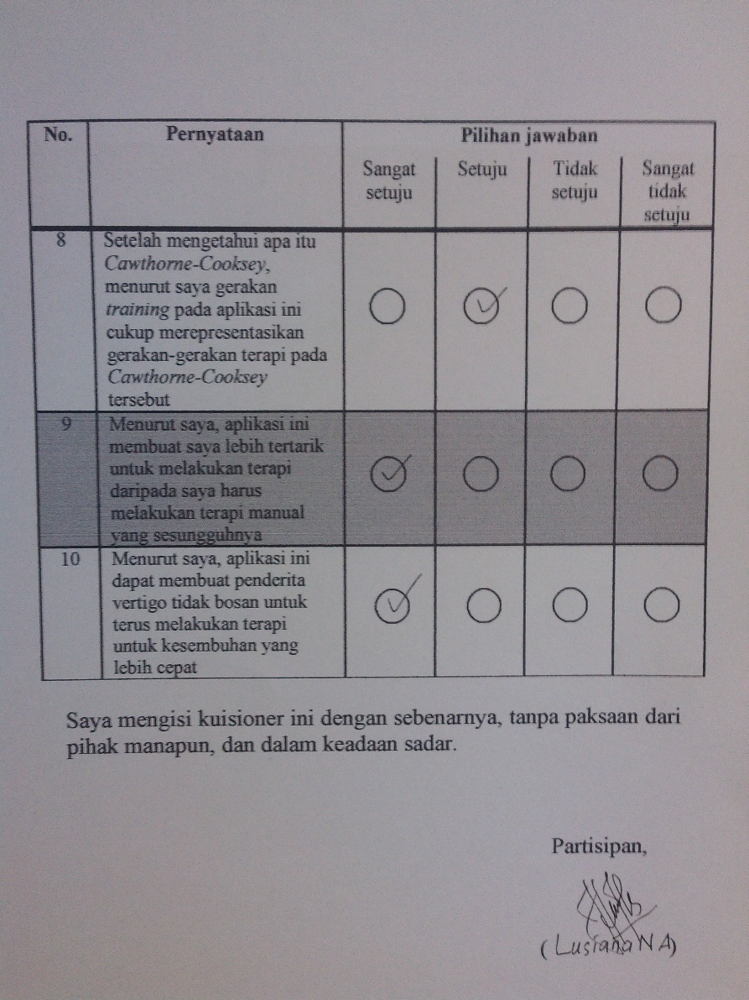 No. Pernyataan Pilihan jawaban
Sangat setuju Setuju Tidak setuju Sangat tidak setuju
8 Setelah mengetahui apa itu
Cawthorne-Cooksey,
menurut saya gerakan
training pada aplikasi ini
cukup merepresentasikan
gerakan-gerakan terapi pada
Cawthorne-Cooksey
tersebut
9 Menurut saya, aplikasi ini
membuat saya lebih tertarik
untuk melakukan terapi
daripada saya harus
melakukan terapi manual
yang sesungguhnya
10 Menurut saya, aplikasi ini
dapat membuat penderita
vertigo tidak bosan untuk
terus melakukan terapi
untuk kesembuhan yang
lebih cepat
Saya mengisi kuisioner ini dengan sebenarnya, tanpa paksaan dari
pihak manapun, dan dalam keadaan sadar.
Partisipan,
(Lusiana N A)